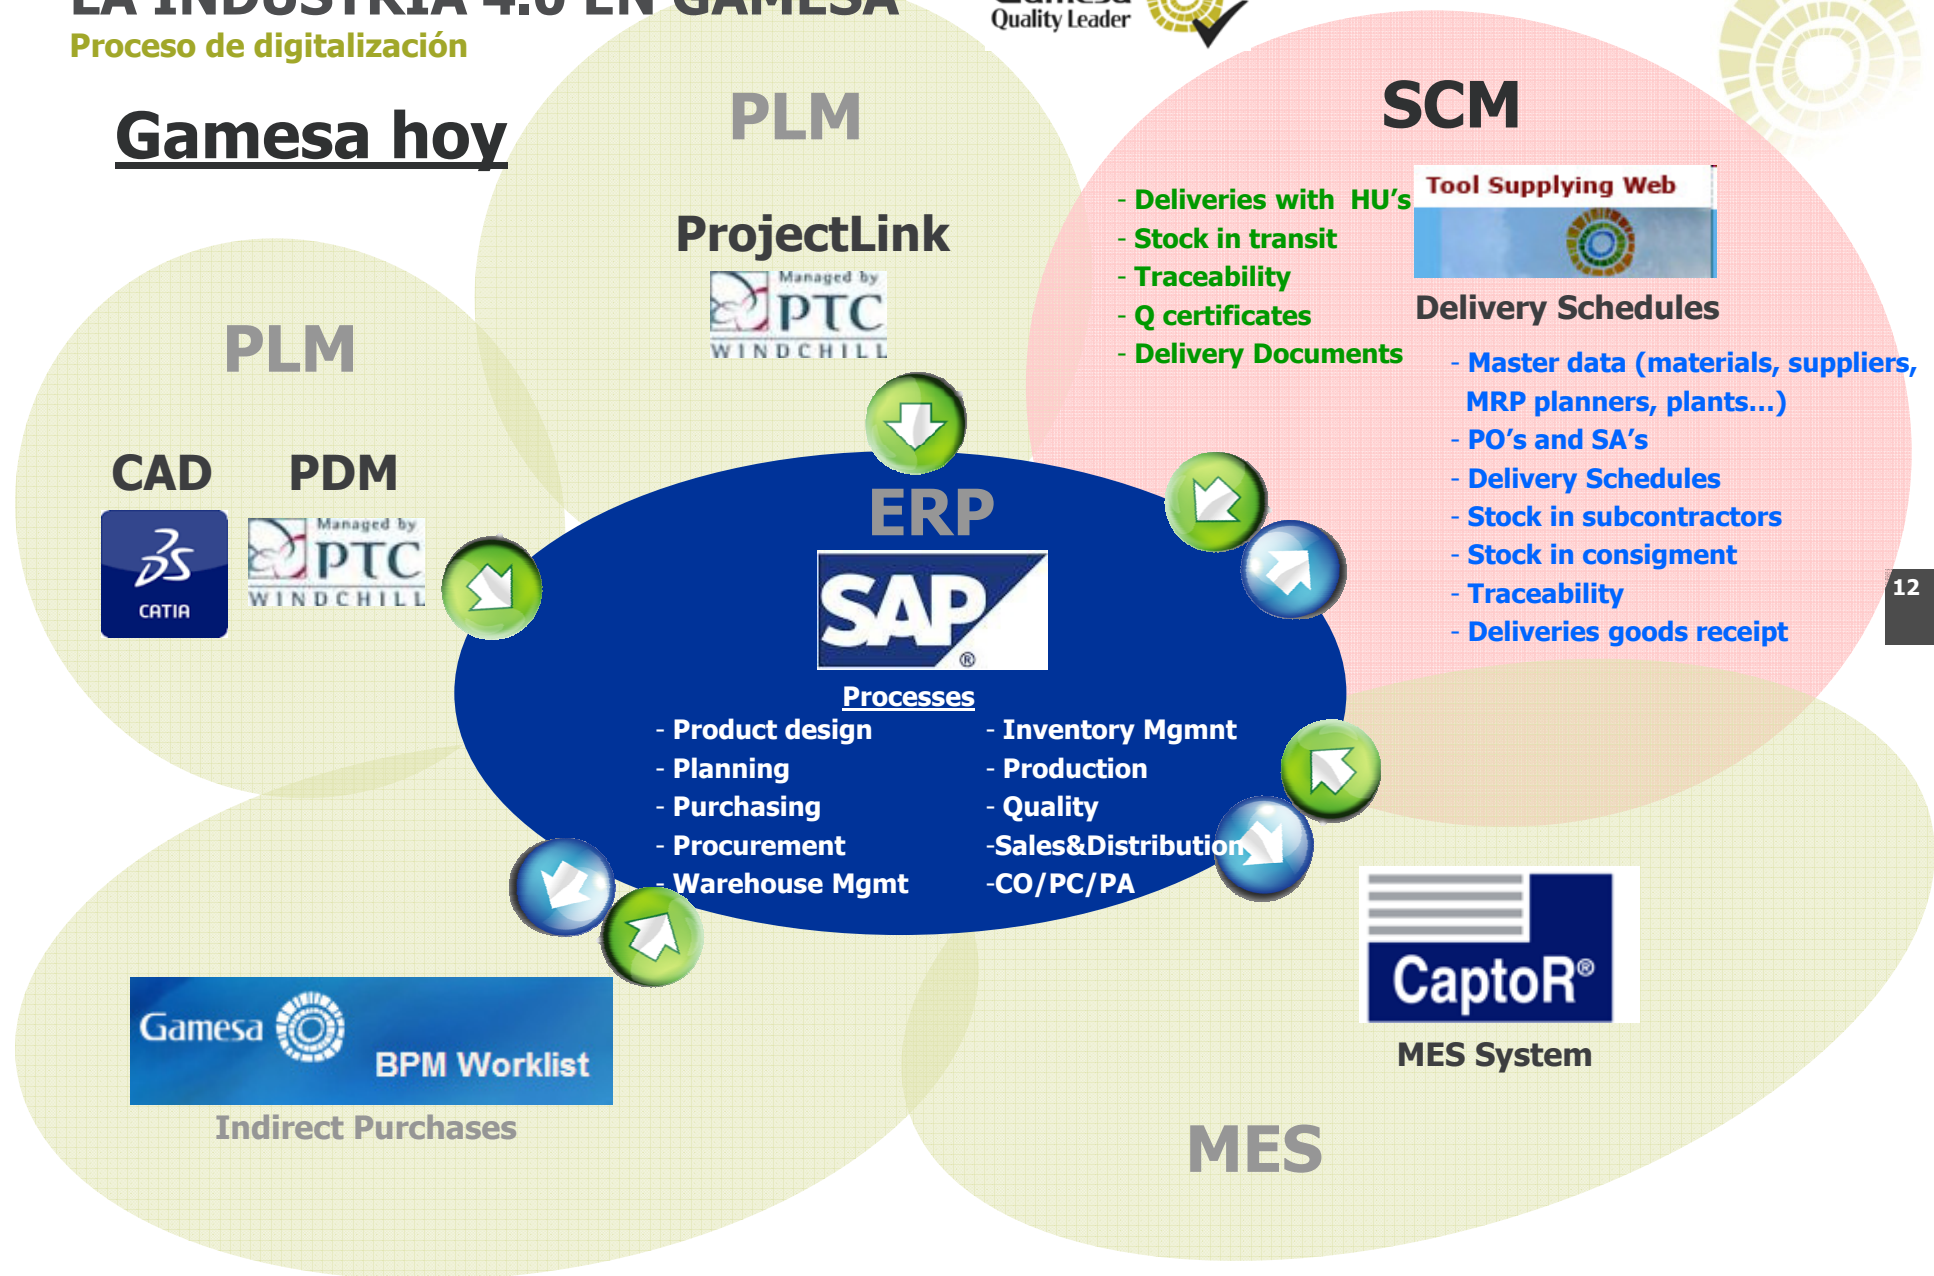 LA INDUSTRIA 4.0 EN GAMESA
Proceso de digitalización
Gamesa
Quality Leader
Gamesa hoy
PLM
ProjectLink
Managed by
PTC
WINDCHILL
SCM
- Deliveries with HU's
- Stock in transit
- Traceability
- Q certificates
- Delivery Documents
Tool Supplying Web
Delivery Schedules
- Master data (materials, suppliers,
MRP planners, plants...)
- PO's and SA's
- Delivery Schedules
- Stock in subcontractors
- Stock in consigment
- Traceability
- Deliveries goods receipt
12
PLM
CAD
PDM
CATIA
Managed by
PTC
WINDCHILL
ERP
SAP®
Processes
- Product design
- Planning
- Purchasing
- Procurement
- Warehouse Mgmt
- Inventory Mgmnt
- Production
- Quality
-Sales&Distribution
-CO/PC/PA
Gamesa
BPM Worklist
Indirect Purchases
CaptoR®
MES System
MES